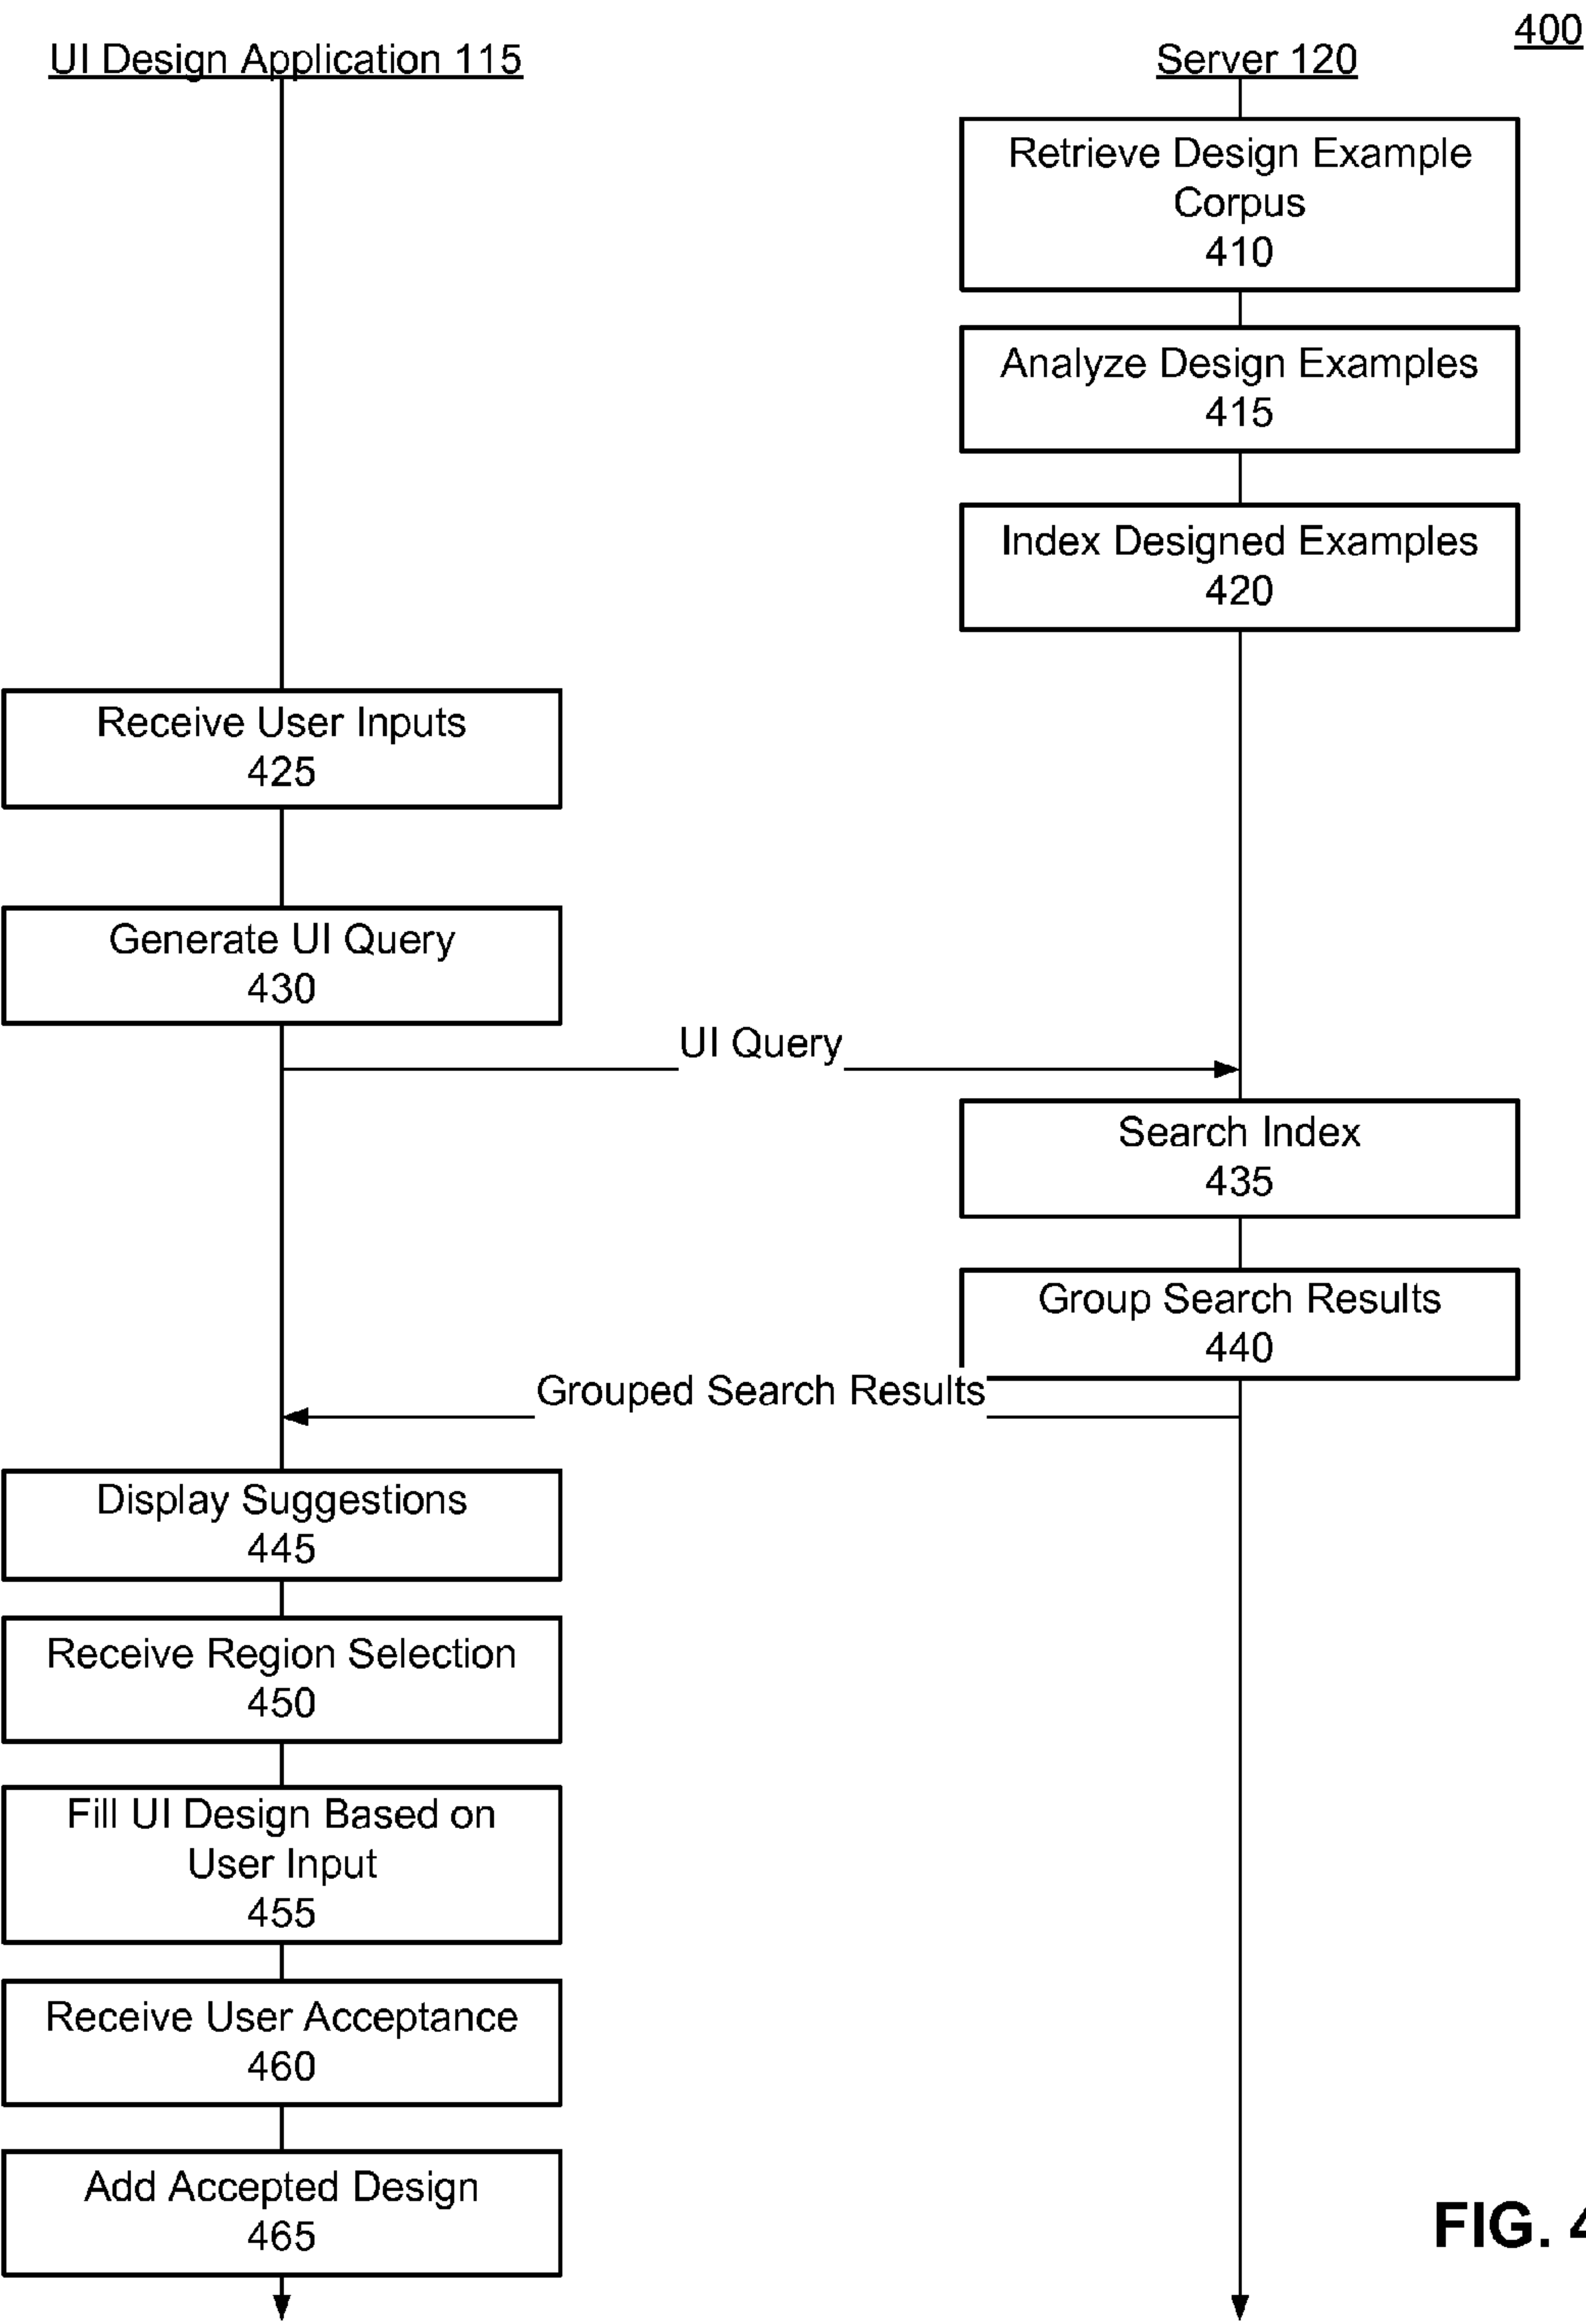 400
UI Design Application 115
Server 120
Retrieve Design Example
Corpus
410
Analyze Design Examples
415
Index Designed Examples
420
Receive User Inputs
425
Generate UI Query
430
UI Query
Search Index
435
Group Search Results
440
Grouped Search Results
Display Suggestions
445
Receive Region Selection
450
Fill UI Design Based on
User Input
455
Receive User Acceptance
460
Add Accepted Design
465
FIG. 4